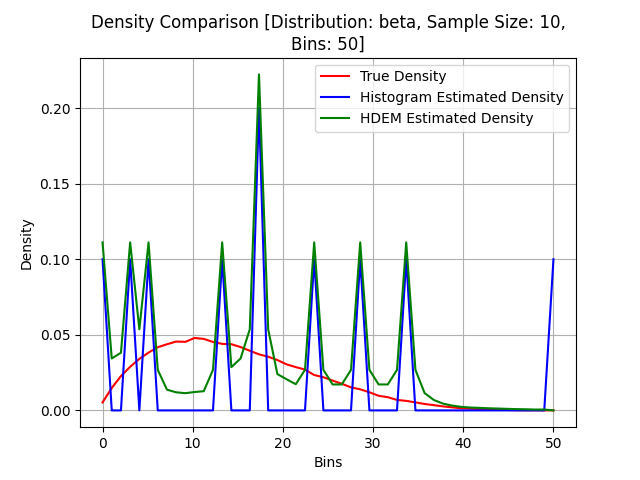 Density Comparison [Distribution: beta, Sample Size: 10,
Bins: 50]
True Density
Histogram Estimated Density
HDEM Estimated Density
Density
0.20
0.15
0.10
0.05
0.00
0 10 20 30 40 50
Bins